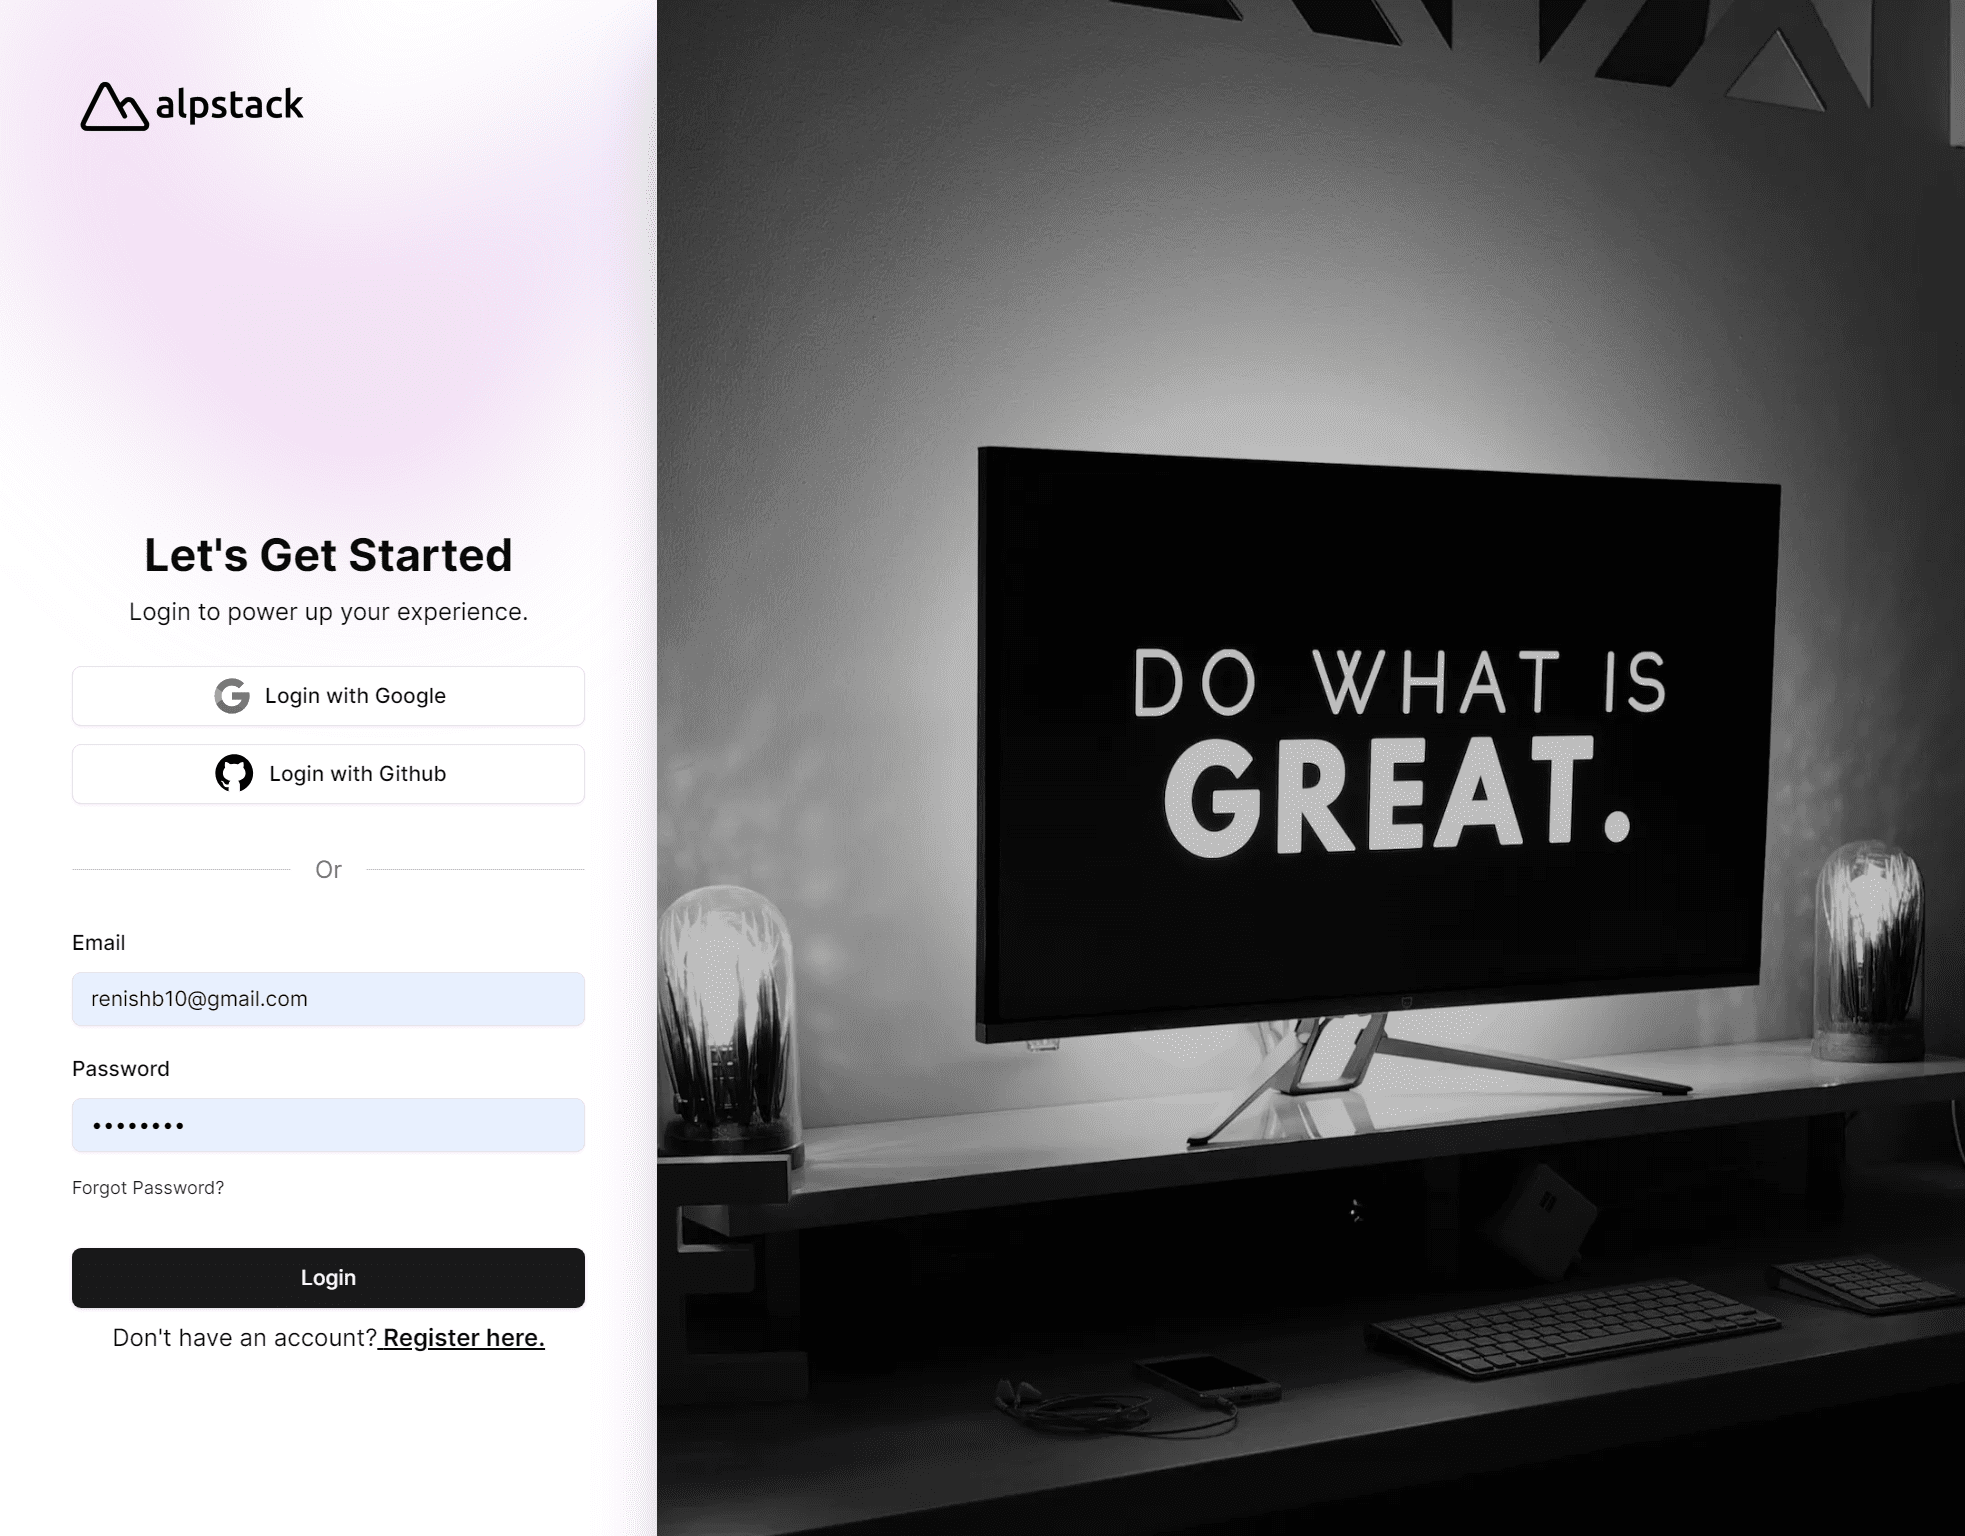 alpstack
Let's Get Started
Login to power up your experience.
Login with Google
Login with Github
Or
Email
renishb10@gmail.com
Password
••••••••
Forgot Password?
Login
Don't have an account? Register here.
DO WHAT IS
GREAT.